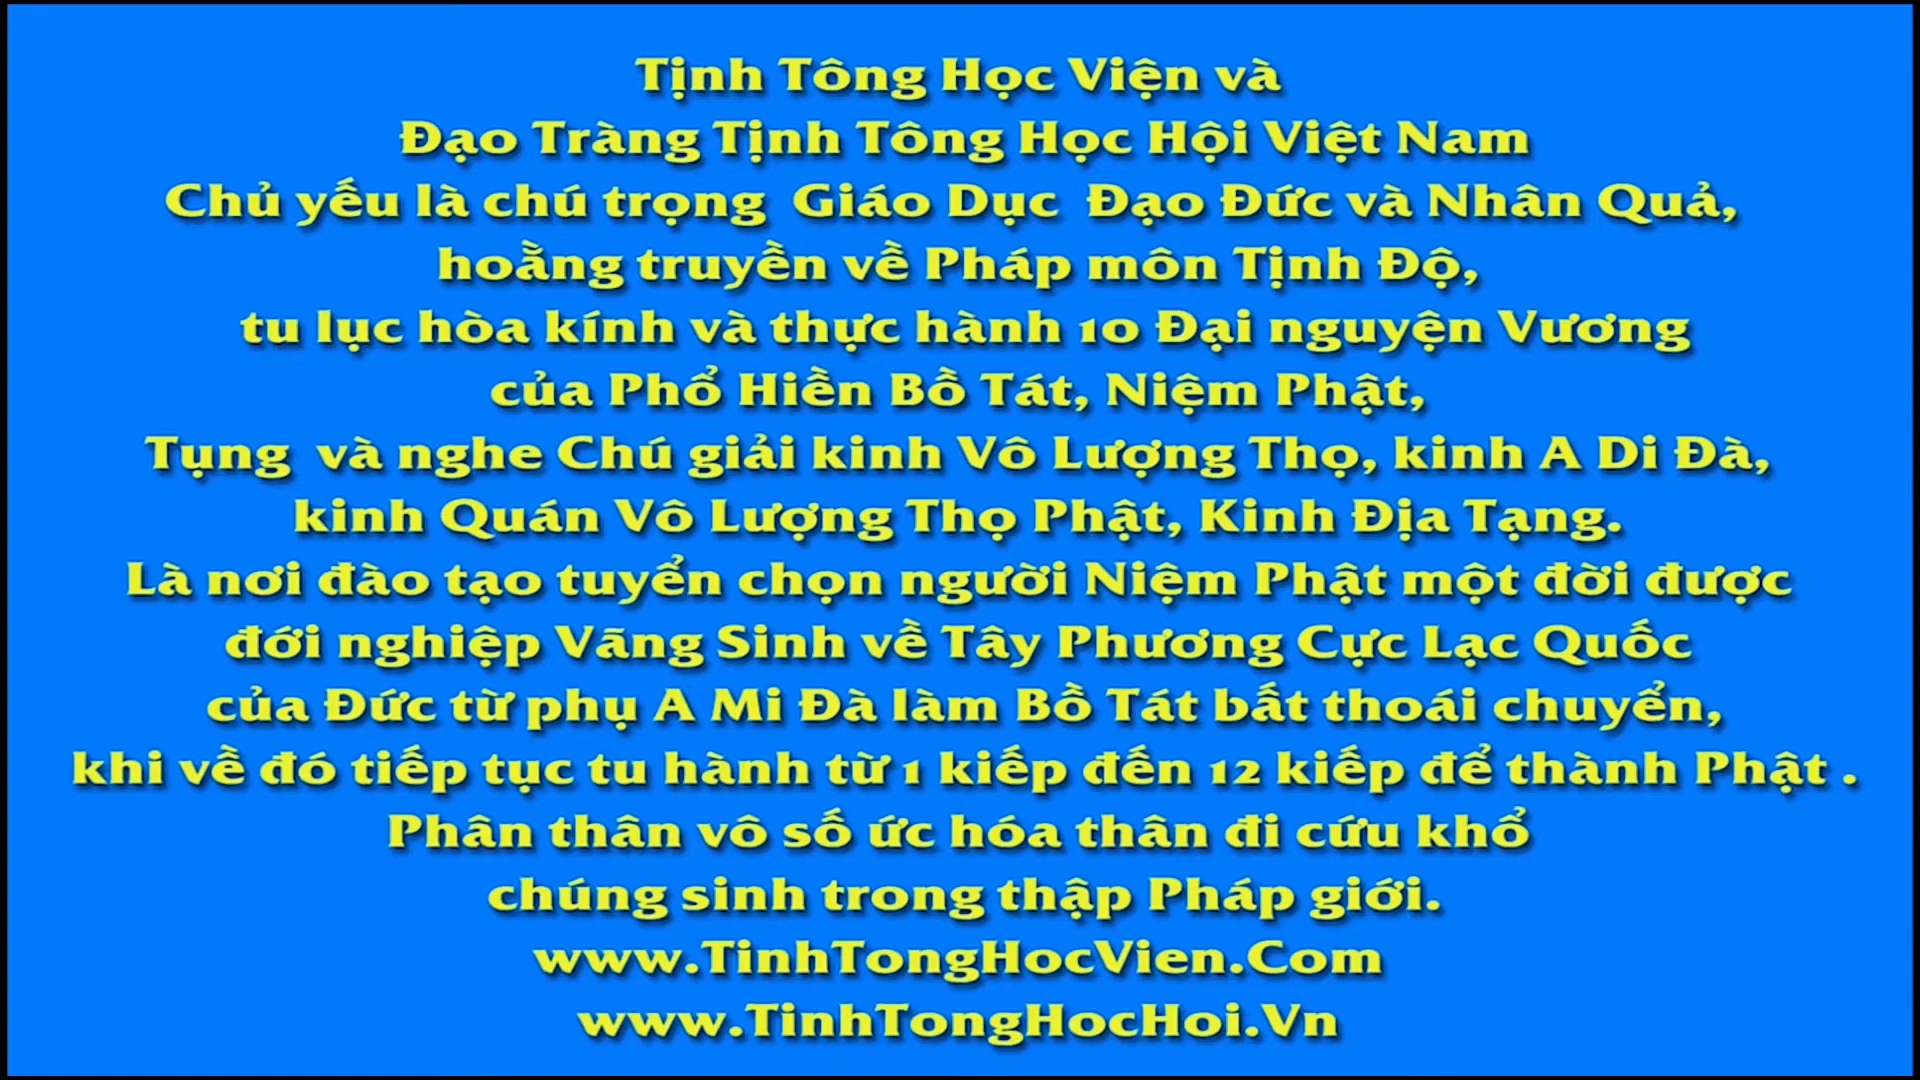 Tịnh Tông Học Viện và
Đạo Tràng Tịnh Tông Học Hội Việt Nam
Chủ yếu là chú trọng Giáo Dục Đạo Đức và Nhân Quả,
hoằng truyền về Pháp môn Tịnh Độ,
tu lục hòa kính và thực hành 10 Đại nguyện Vương
của Phổ Hiền Bồ Tát, Niệm Phật,
Tụng và nghe Chú giải kinh Vô Lượng Thọ, kinh A Di Đà,
kinh Quán Vô Lượng Thọ Phật, Kinh Địa Tạng.
Là nơi đào tạo tuyển chọn người Niệm Phật một đời được
đới nghiệp Vãng Sinh về Tây Phương Cực Lạc Quốc
của Đức từ phụ A Mi Đà làm Bồ Tát bất thoái chuyển,
khi về đó tiếp tục tu hành từ 1 kiếp đến 12 kiếp để thành Phật .
Phân thân vô số ức hóa thân đi cứu khổ
chúng sinh trong thập Pháp giới.
www.TinhTongHocVien.Com
www.TinhTongHocHoi.Vn